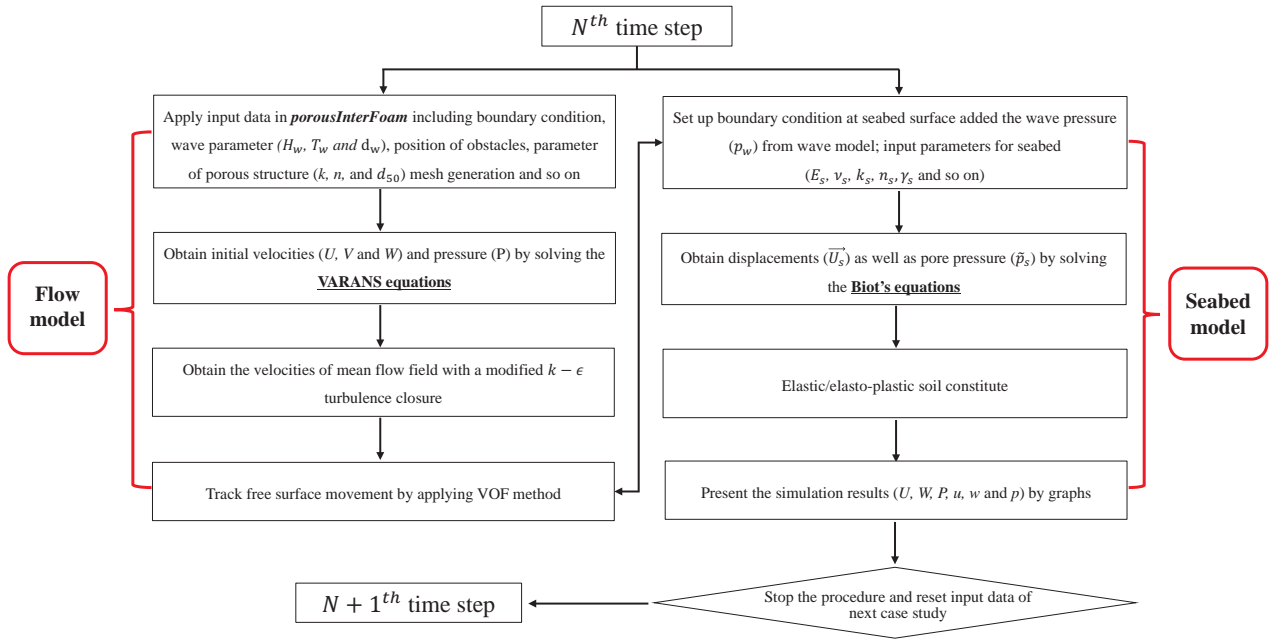 N^th time step
Apply input data in porousInterFoam including boundary condition,
wave parameter (H_w, T_w and d_w), position of obstacles, parameter
of porous structure (k, n, and d_50) mesh generation and so on
Obtain initial velocities (U, V and W) and pressure (P) by solving the
VARANS equations
Obtain the velocities of mean flow field with a modified k − ϵ
turbulence closure
Track free surface movement by applying VOF method
Flow
model
Set up boundary condition at seabed surface added the wave pressure
(p_w) from wave model; input parameters for seabed
(E_s, ν_s, k_s, n_s, γ_s and so on)
Obtain displacements (U_s→) as well as pore pressure (p̃_s) by solving
the Biot's equations
Elastic/elasto-plastic soil constitute
Present the simulation results (U, W, P, u, w and p) by graphs
Seabed
model
Stop the procedure and reset input data of
next case study
N + 1^th time step